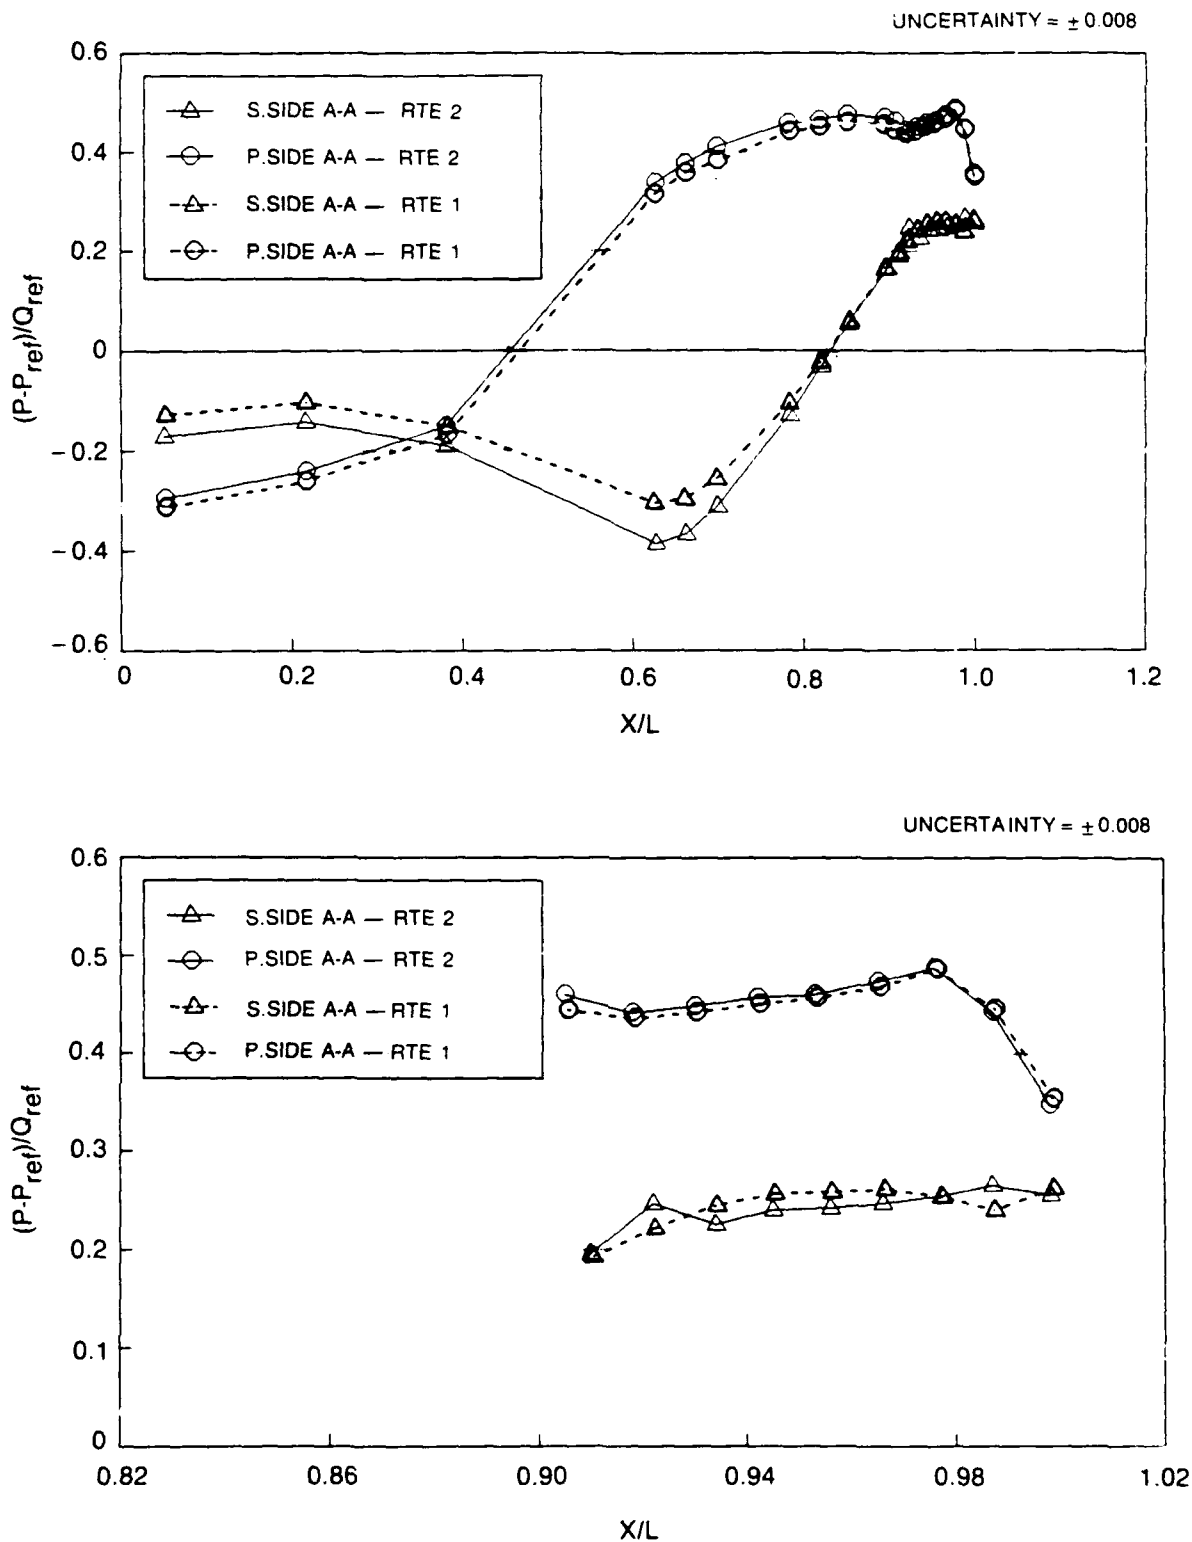 UNCERTAINTY = ± 0.008
0.6
0.4
0.2
0
−0.2
−0.4
−0.6
(P-Pref)/Qref
S.SIDE A-A — RTE 2
P.SIDE A-A — RTE 2
S.SIDE A-A — RTE 1
P.SIDE A-A — RTE 1
0 0.2 0.4 0.6 0.8 1.0 1.2
X/L
UNCERTAINTY = ± 0.008
0.6
0.5
0.4
0.3
0.2
0.1
0
(P-Pref)/Qref
S.SIDE A-A — RTE 2
P.SIDE A-A — RTE 2
S.SIDE A-A — RTE 1
P.SIDE A-A — RTE 1
0.82 0.86 0.90 0.94 0.98 1.02
X/L